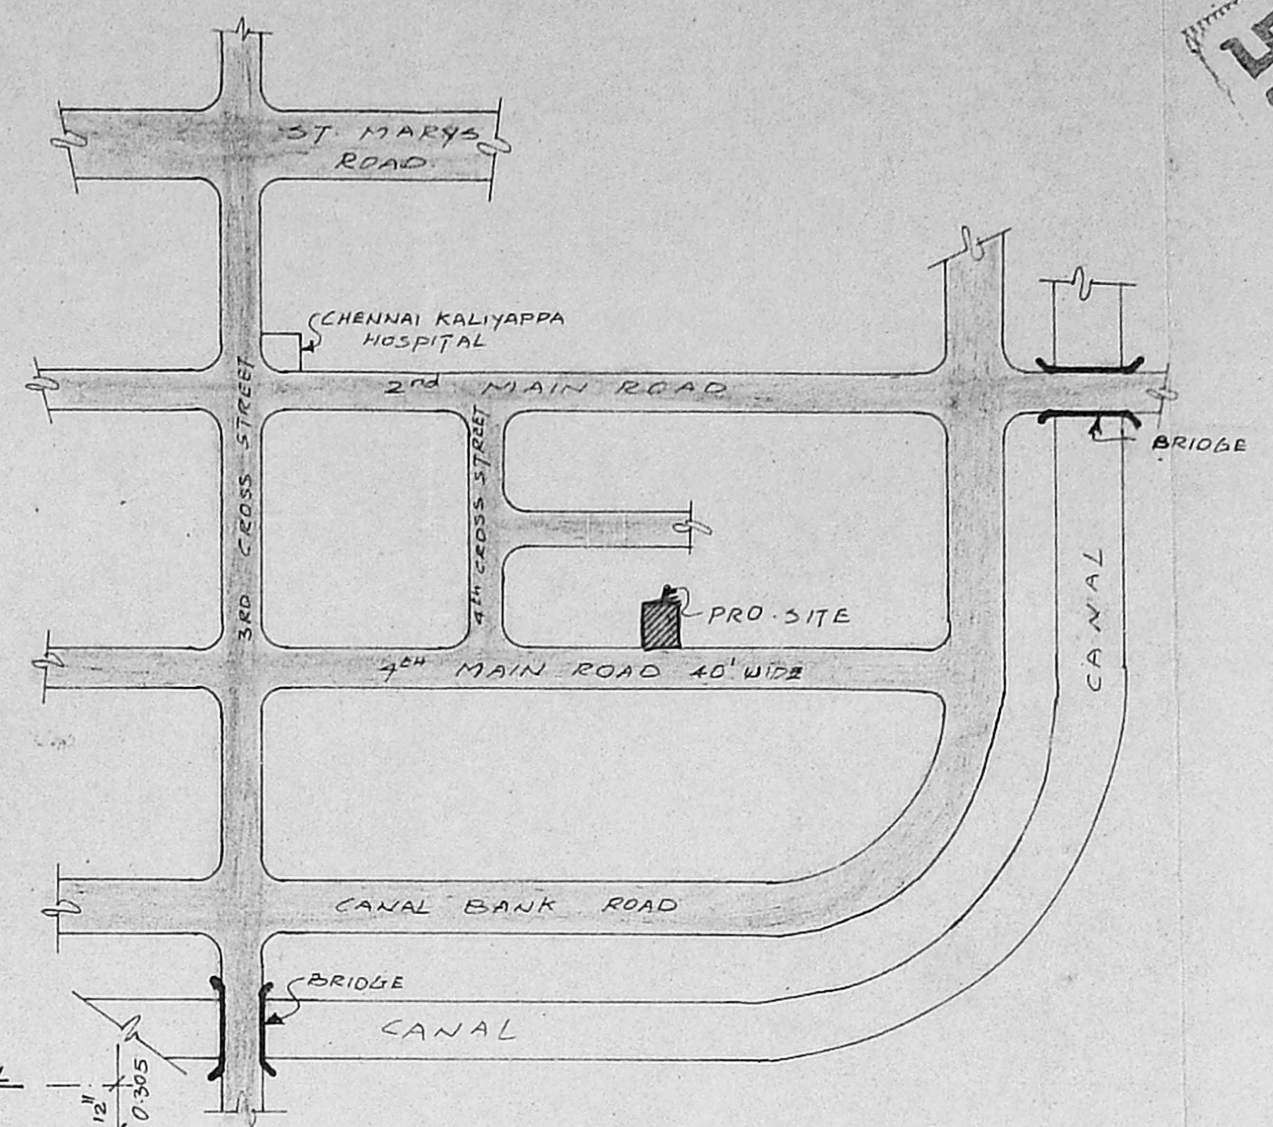 ST. MARYS
ROAD.
CHENNAI KALIYAPPA
HOSPITAL
2nd MAIN ROAD
BRIDGE
3RD CROSS STREET
4th CROSS STREET
CANAL
PRO. SITE
4TH MAIN ROAD 40' WIDE
CANAL BANK ROAD
BRIDGE
CANAL
12"
0.305